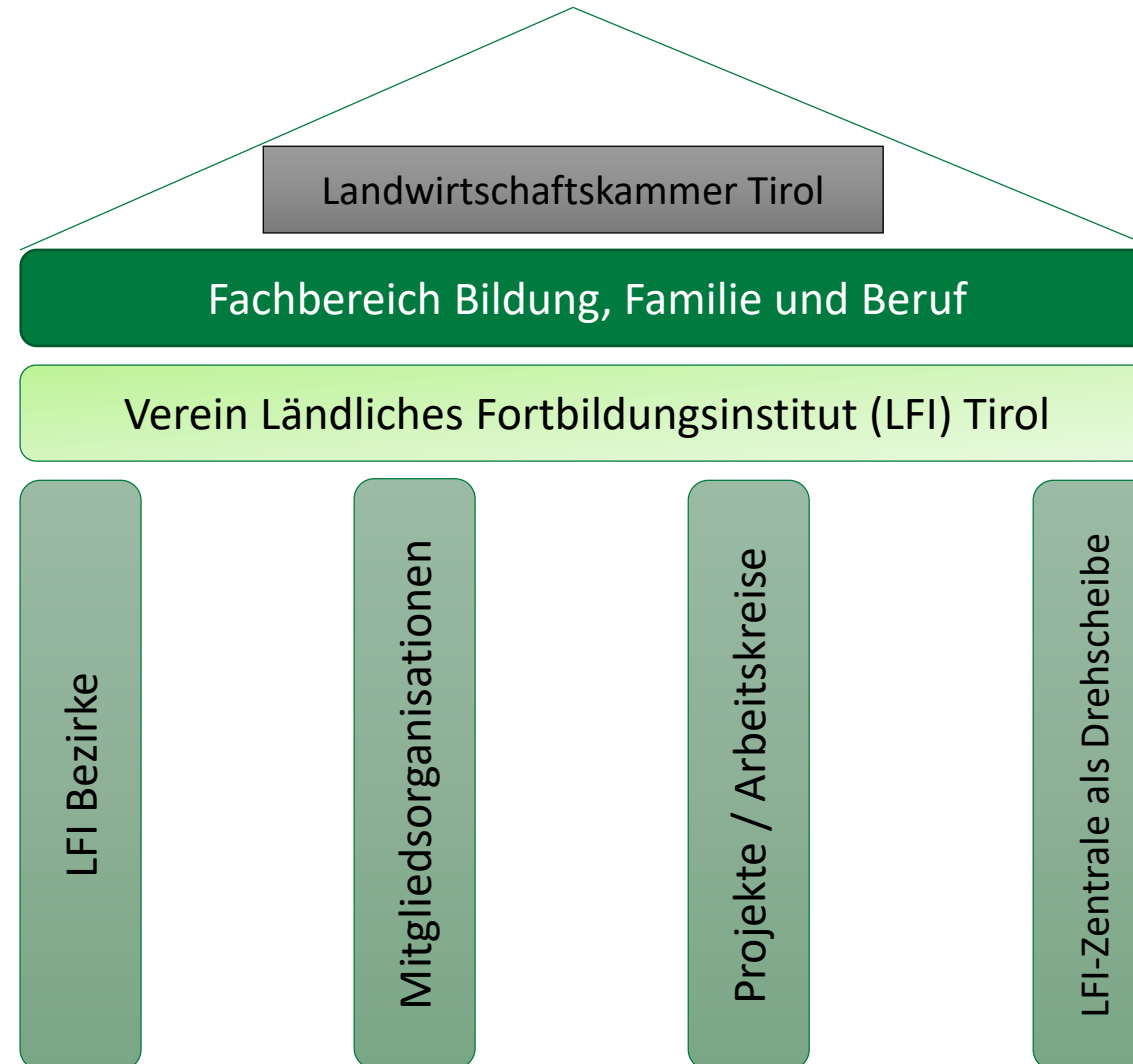 Landwirtschaftskammer Tirol
Fachbereich Bildung, Familie und Beruf
Verein Ländliches Fortbildungsinstitut (LFI) Tirol
LFI Bezirke
Mitgliedsorganisationen
Projekte / Arbeitskreise
LFI-Zentrale als Drehscheibe